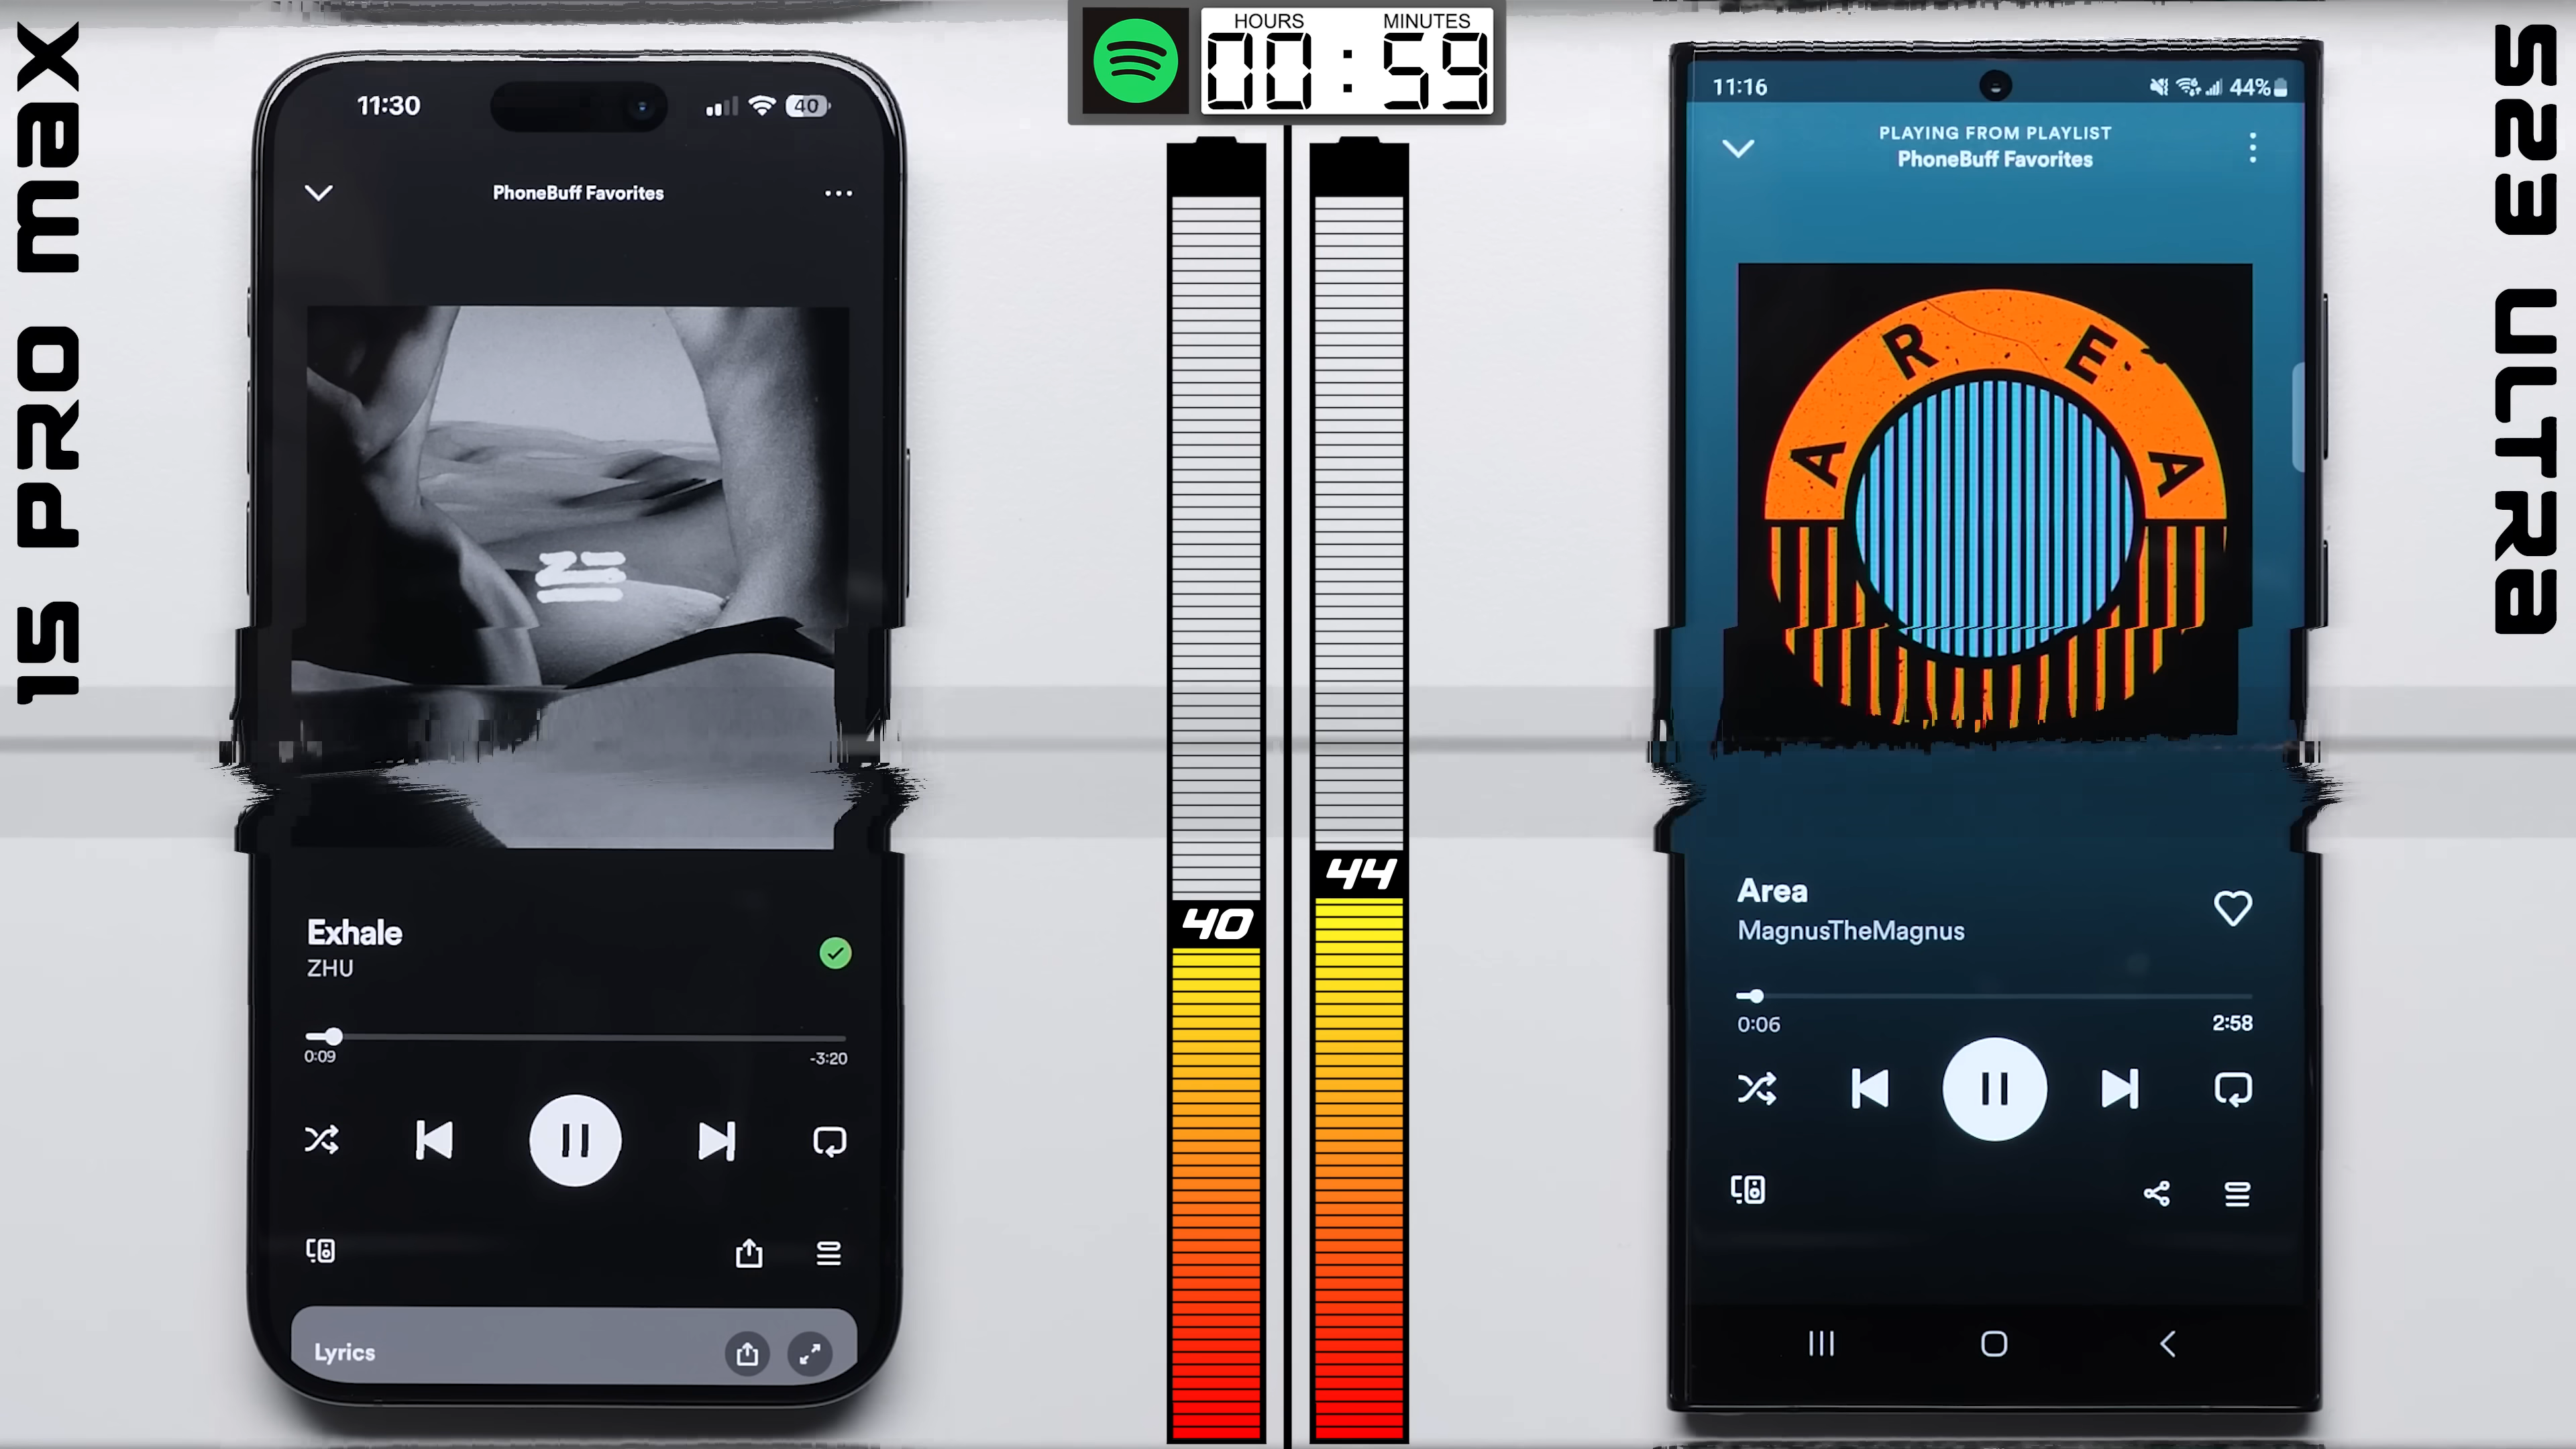 15 PRO MAX
11:30
40
PhoneBuff Favorites
Exhale
ZHU
0:09
-3:20
Lyrics
HOURS MINUTES
00:59
40
44
11:16
44%
PLAYING FROM PLAYLIST
PhoneBuff Favorites
AREA
Area
MagnusTheMagnus
0:06
2:58
S23 ULTRA